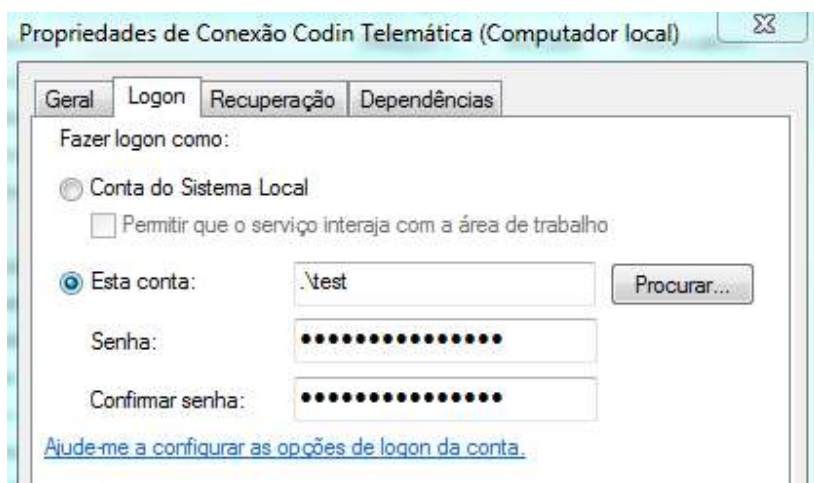 Propriedades de Conexão Codin Telemática (Computador local)
Geral Logon Recuperação Dependências
Fazer logon como:
Conta do Sistema Local
Permitir que o serviço interaja com a área de trabalho
Esta conta: .\test Procurar...
Senha: •••••••••••••••
Confirmar senha: •••••••••••••••
Ajude-me a configurar as opções de logon da conta.